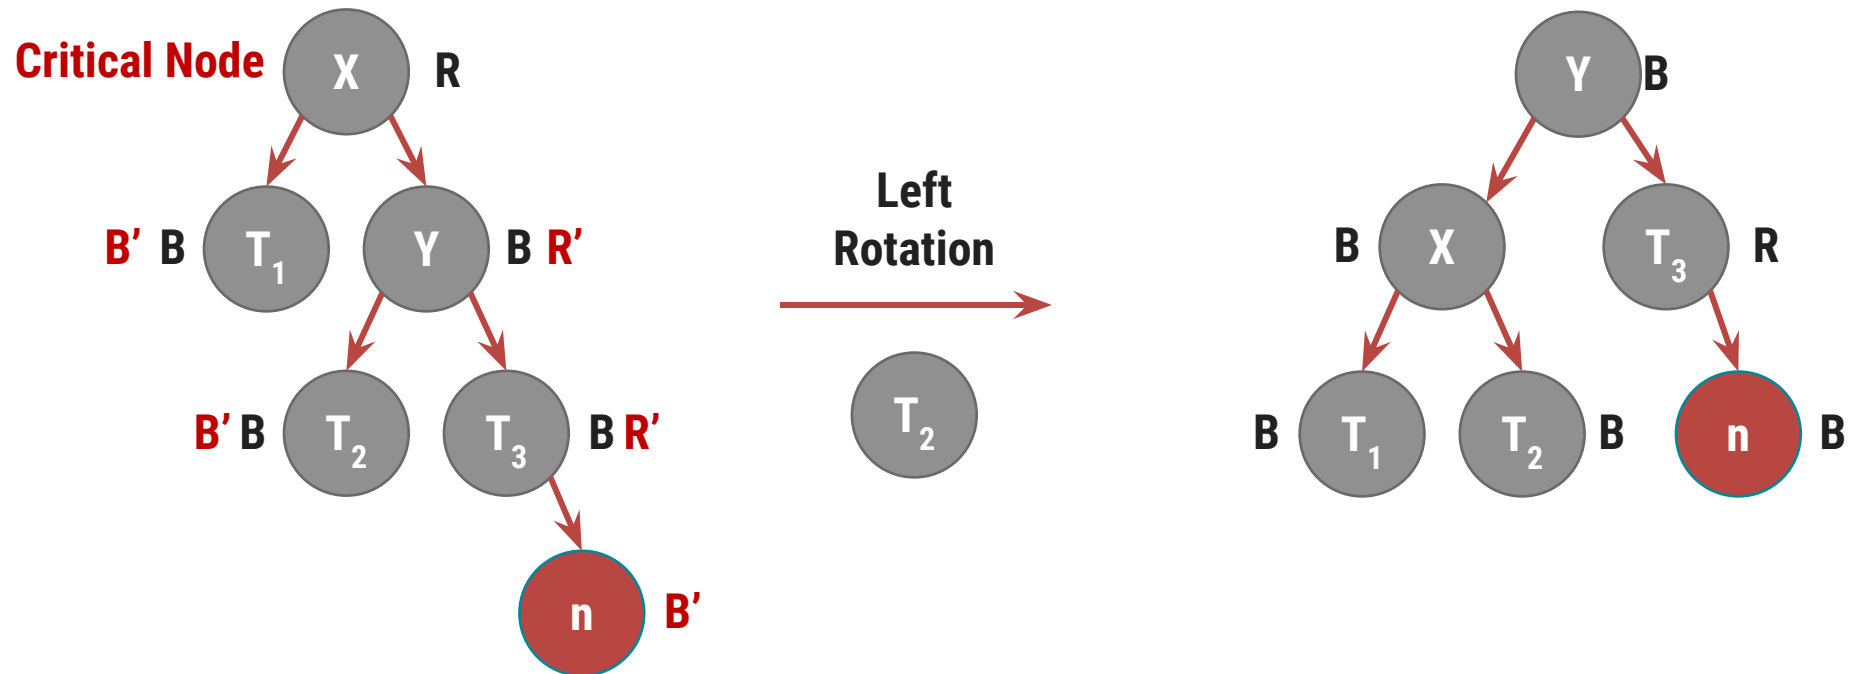 Critical Node
X
R
B’ B
T1
Y
B R’
B’ B
T2
T3
B R’
n
B’
Left
Rotation
T2
Y
B
B
X
T3
R
B
T1
T2
B
n
B